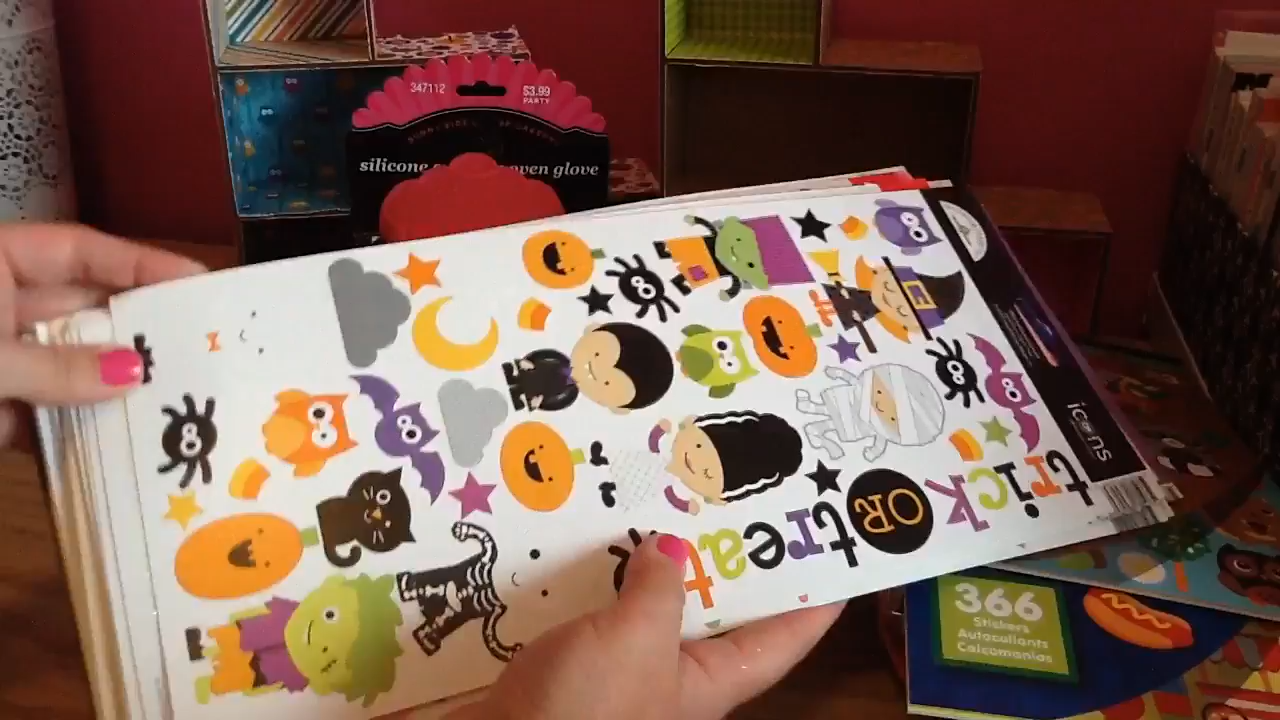 347112
$3.99
PARTY
silicone
oven glove
icons
trick
OR
treat
366
Stickers
Autocollants
Calcomanías